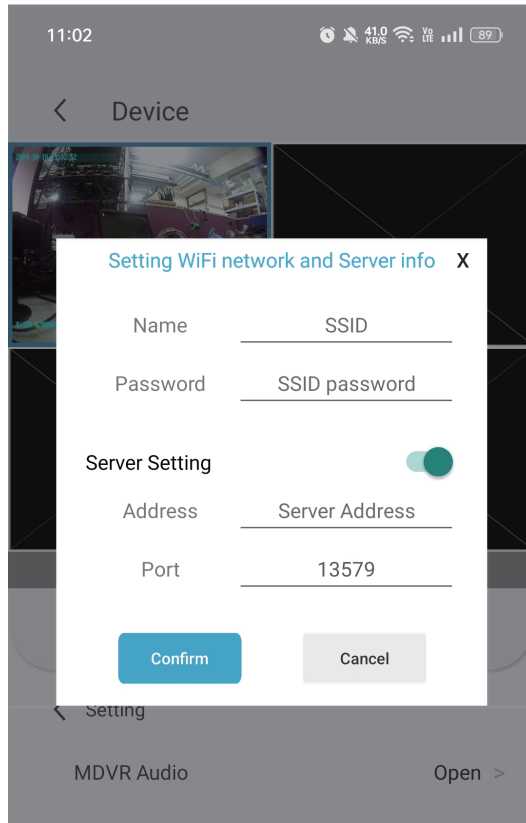 11:02
41.0 KB/S Vo LTE 89
Device
Setting WiFi network and Server info X
Name SSID
Password SSID password
Server Setting
Address Server Address
Port 13579
Confirm Cancel
Setting
MDVR Audio Open >